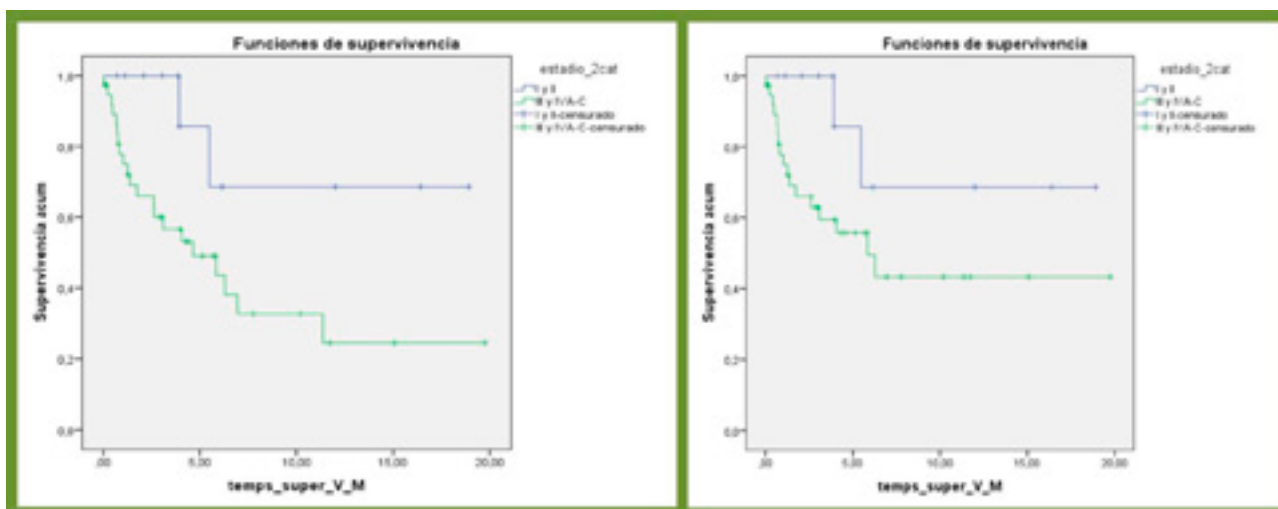 Funciones de supervivencia
estadio_2cat
I y II
III y IVA-C
I y II-censurado
III y IVA-C-censurado
Supervivencia acum
1,0
0,8
0,6
0,4
0,2
0,0
,00
5,00
10,00
15,00
20,00
temps_super_V_M
Funciones de supervivencia
estadio_2cat
I y II
III y IVA-C
I y II-censurado
III y IVA-C-censurado
Supervivencia acum
1,0
0,8
0,6
0,4
0,2
0,0
,00
5,00
10,00
15,00
20,00
temps_super_V_M